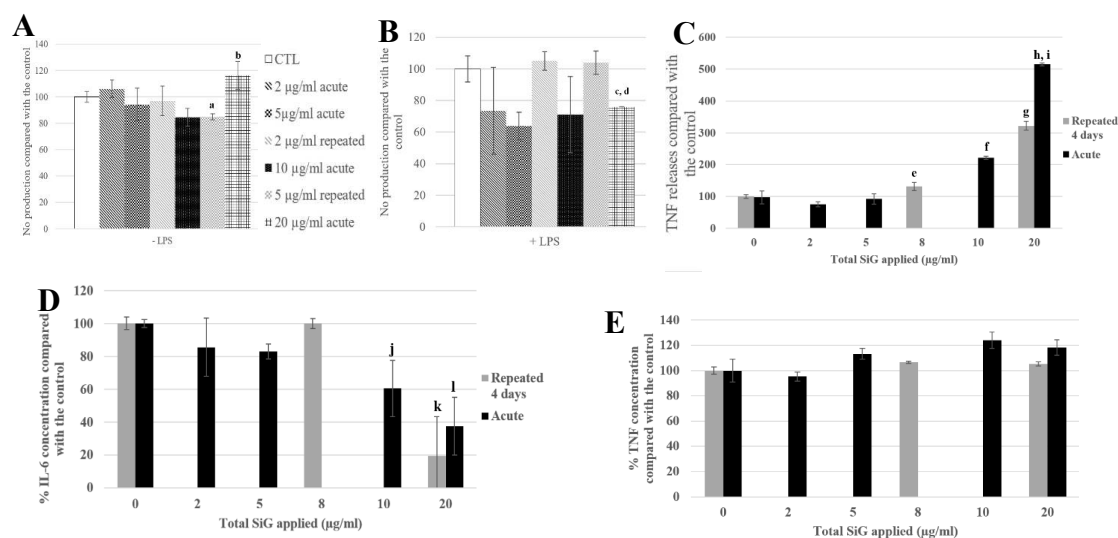 A
No production compared with the control
140
120
100
80
60
40
20
0
a
b
- LPS
CTL
2 µg/ml acute
5µg/ml acute
2 µg/ml repeated
10 µg/ml acute
5 µg/ml repeated
20 µg/ml acute
B
No production compared with the
control
120
100
80
60
40
20
0
c, d
+ LPS
C
TNF releases compared with
the control
600
500
400
300
200
100
0
e
f
g
h, i
0 2 5 8 10 20
Total SiG applied (µg/ml)
Repeated
4 days
Acute
D
% IL-6 concentration compared
with the control
120
100
80
60
40
20
0
j
k
l
0 2 5 8 10 20
Total SiG applied (µg/ml)
Repeated
4 days
Acute
E
% TNF concentration
compared with the control
140
120
100
80
60
40
20
0
0 2 5 8 10 20
Total SiG applied (µg/ml)
Repeated
4 days
Acute